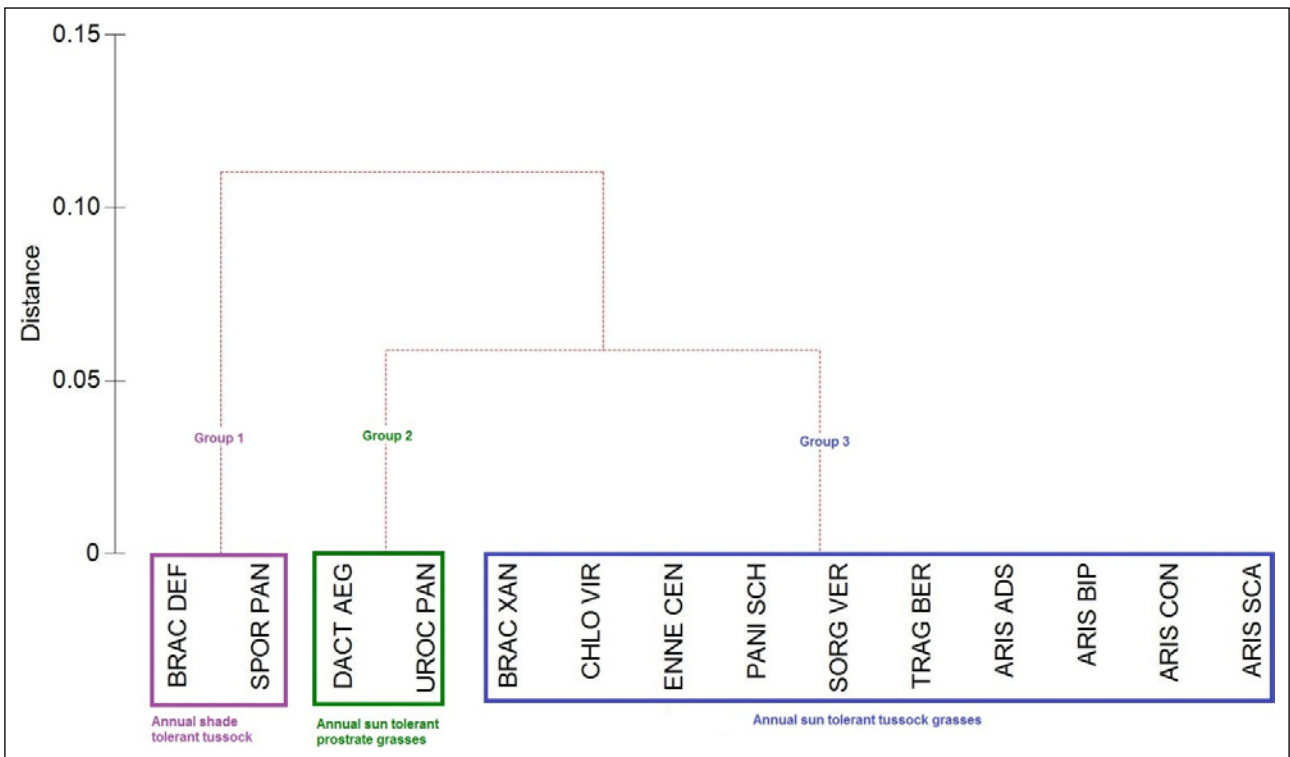 0.15
0.10
0.05
0
Distance
Group 1
Group 2
Group 3
BRAC DEF
SPOR PAN
DACT AEG
UROC PAN
BRAC XAN
CHLO VIR
ENNE CEN
PANI SCH
SORG VER
TRAG BER
ARIS ADS
ARIS BIP
ARIS CON
ARIS SCA
Annual shade
tolerant tussock
Annual sun tolerant
prostrate grasses
Annual sun tolerant tussock grasses